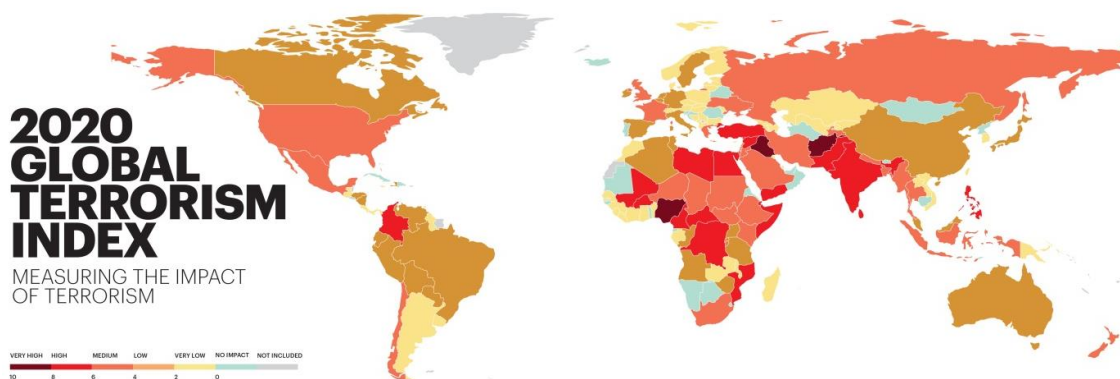 2020
GLOBAL
TERRORISM
INDEX
MEASURING THE IMPACT
OF TERRORISM
VERY HIGH HIGH MEDIUM LOW VERY LOW NO IMPACT NOT INCLUDED
10 8 6 4 2 0